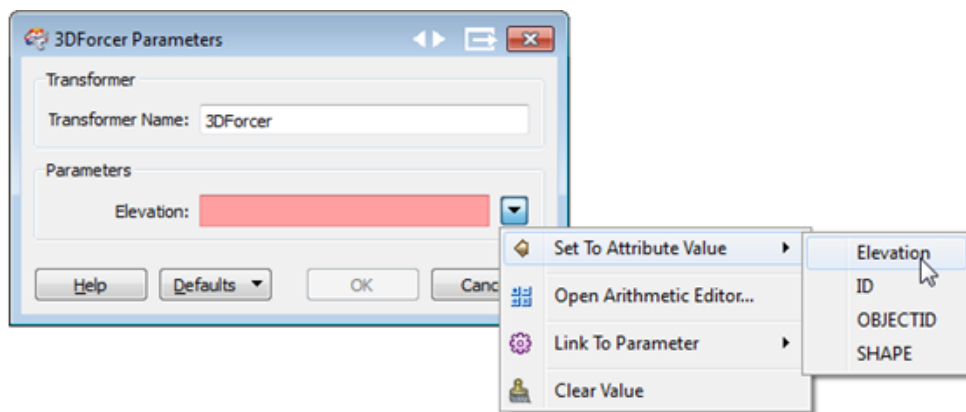 3DForcer Parameters
Transformer
Transformer Name: 3DForcer
Parameters
Elevation:
Help Defaults OK Canc
Set To Attribute Value
Open Arithmetic Editor...
Link To Parameter
Clear Value
Elevation
ID
OBJECTID
SHAPE